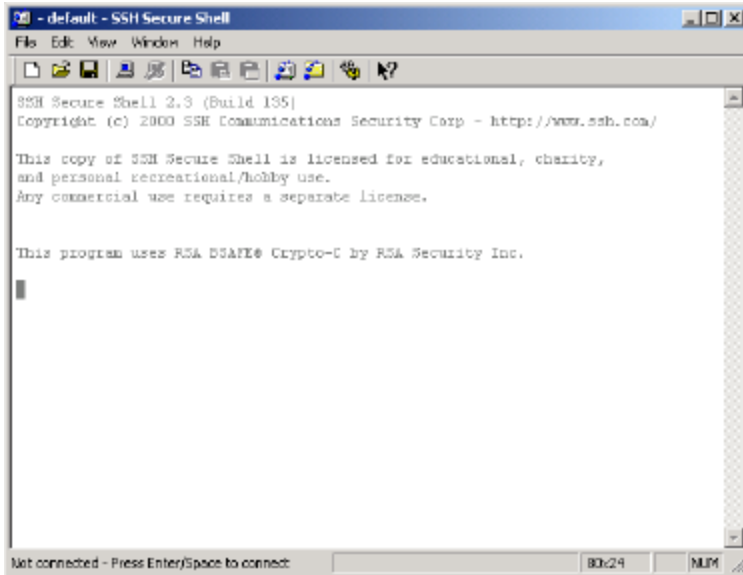 - default - SSH Secure Shell
File Edit View Window Help
SSH Secure Shell 2.3 (Build 135)
Copyright (c) 2000 SSH Communications Security Corp - http://www.ssh.com/
This copy of SSH Secure Shell is licensed for educational, charity,
and personal recreational/hobby use.
Any commercial use requires a separate license.
This program uses RSA BSAFE® Crypto-C by RSA Security Inc.
Not connected - Press Enter/Space to connect 80x24 NUM